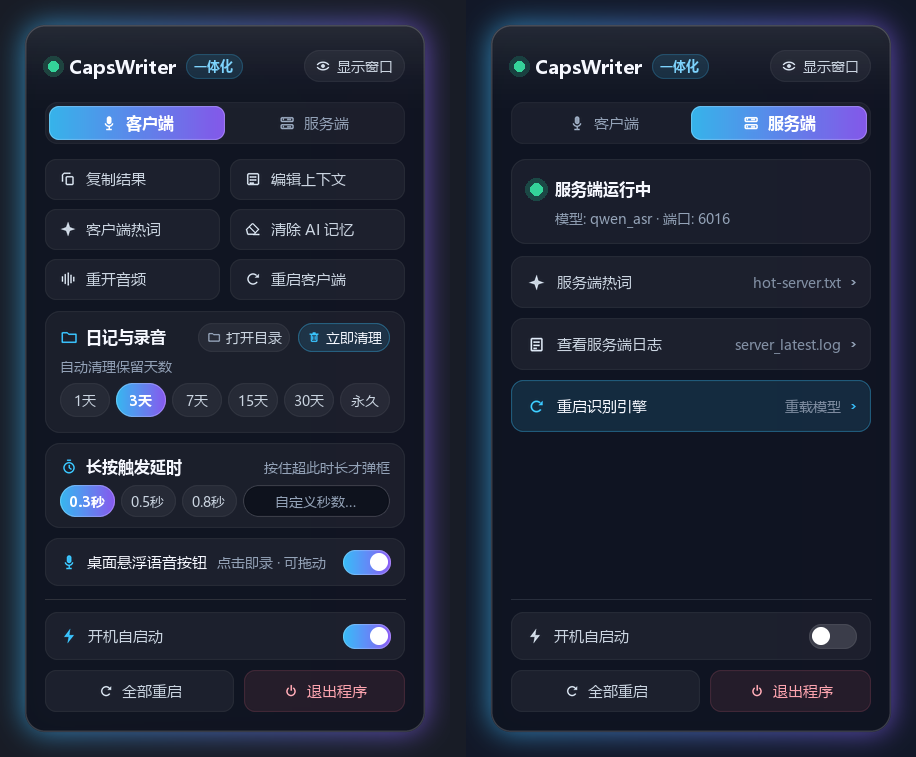 CapsWriter 一体化 显示窗口
客户端 服务端
复制结果 编辑上下文
客户端热词 清除 AI 记忆
重开音频 重启客户端
日记与录音 打开目录 立即清理
自动清理保留天数
1天 3天 7天 15天 30天 永久
长按触发延时 按住超此时长才弹框
0.3秒 0.5秒 0.8秒 自定义秒数...
桌面悬浮语音按钮 点击即录 · 可拖动
开机自启动
全部重启 退出程序
CapsWriter 一体化 显示窗口
客户端 服务端
服务端运行中
模型: qwen_asr · 端口: 6016
服务端热词 hot-server.txt ›
查看服务端日志 server_latest.log ›
重启识别引擎 重载模型 ›
开机自启动
全部重启 退出程序